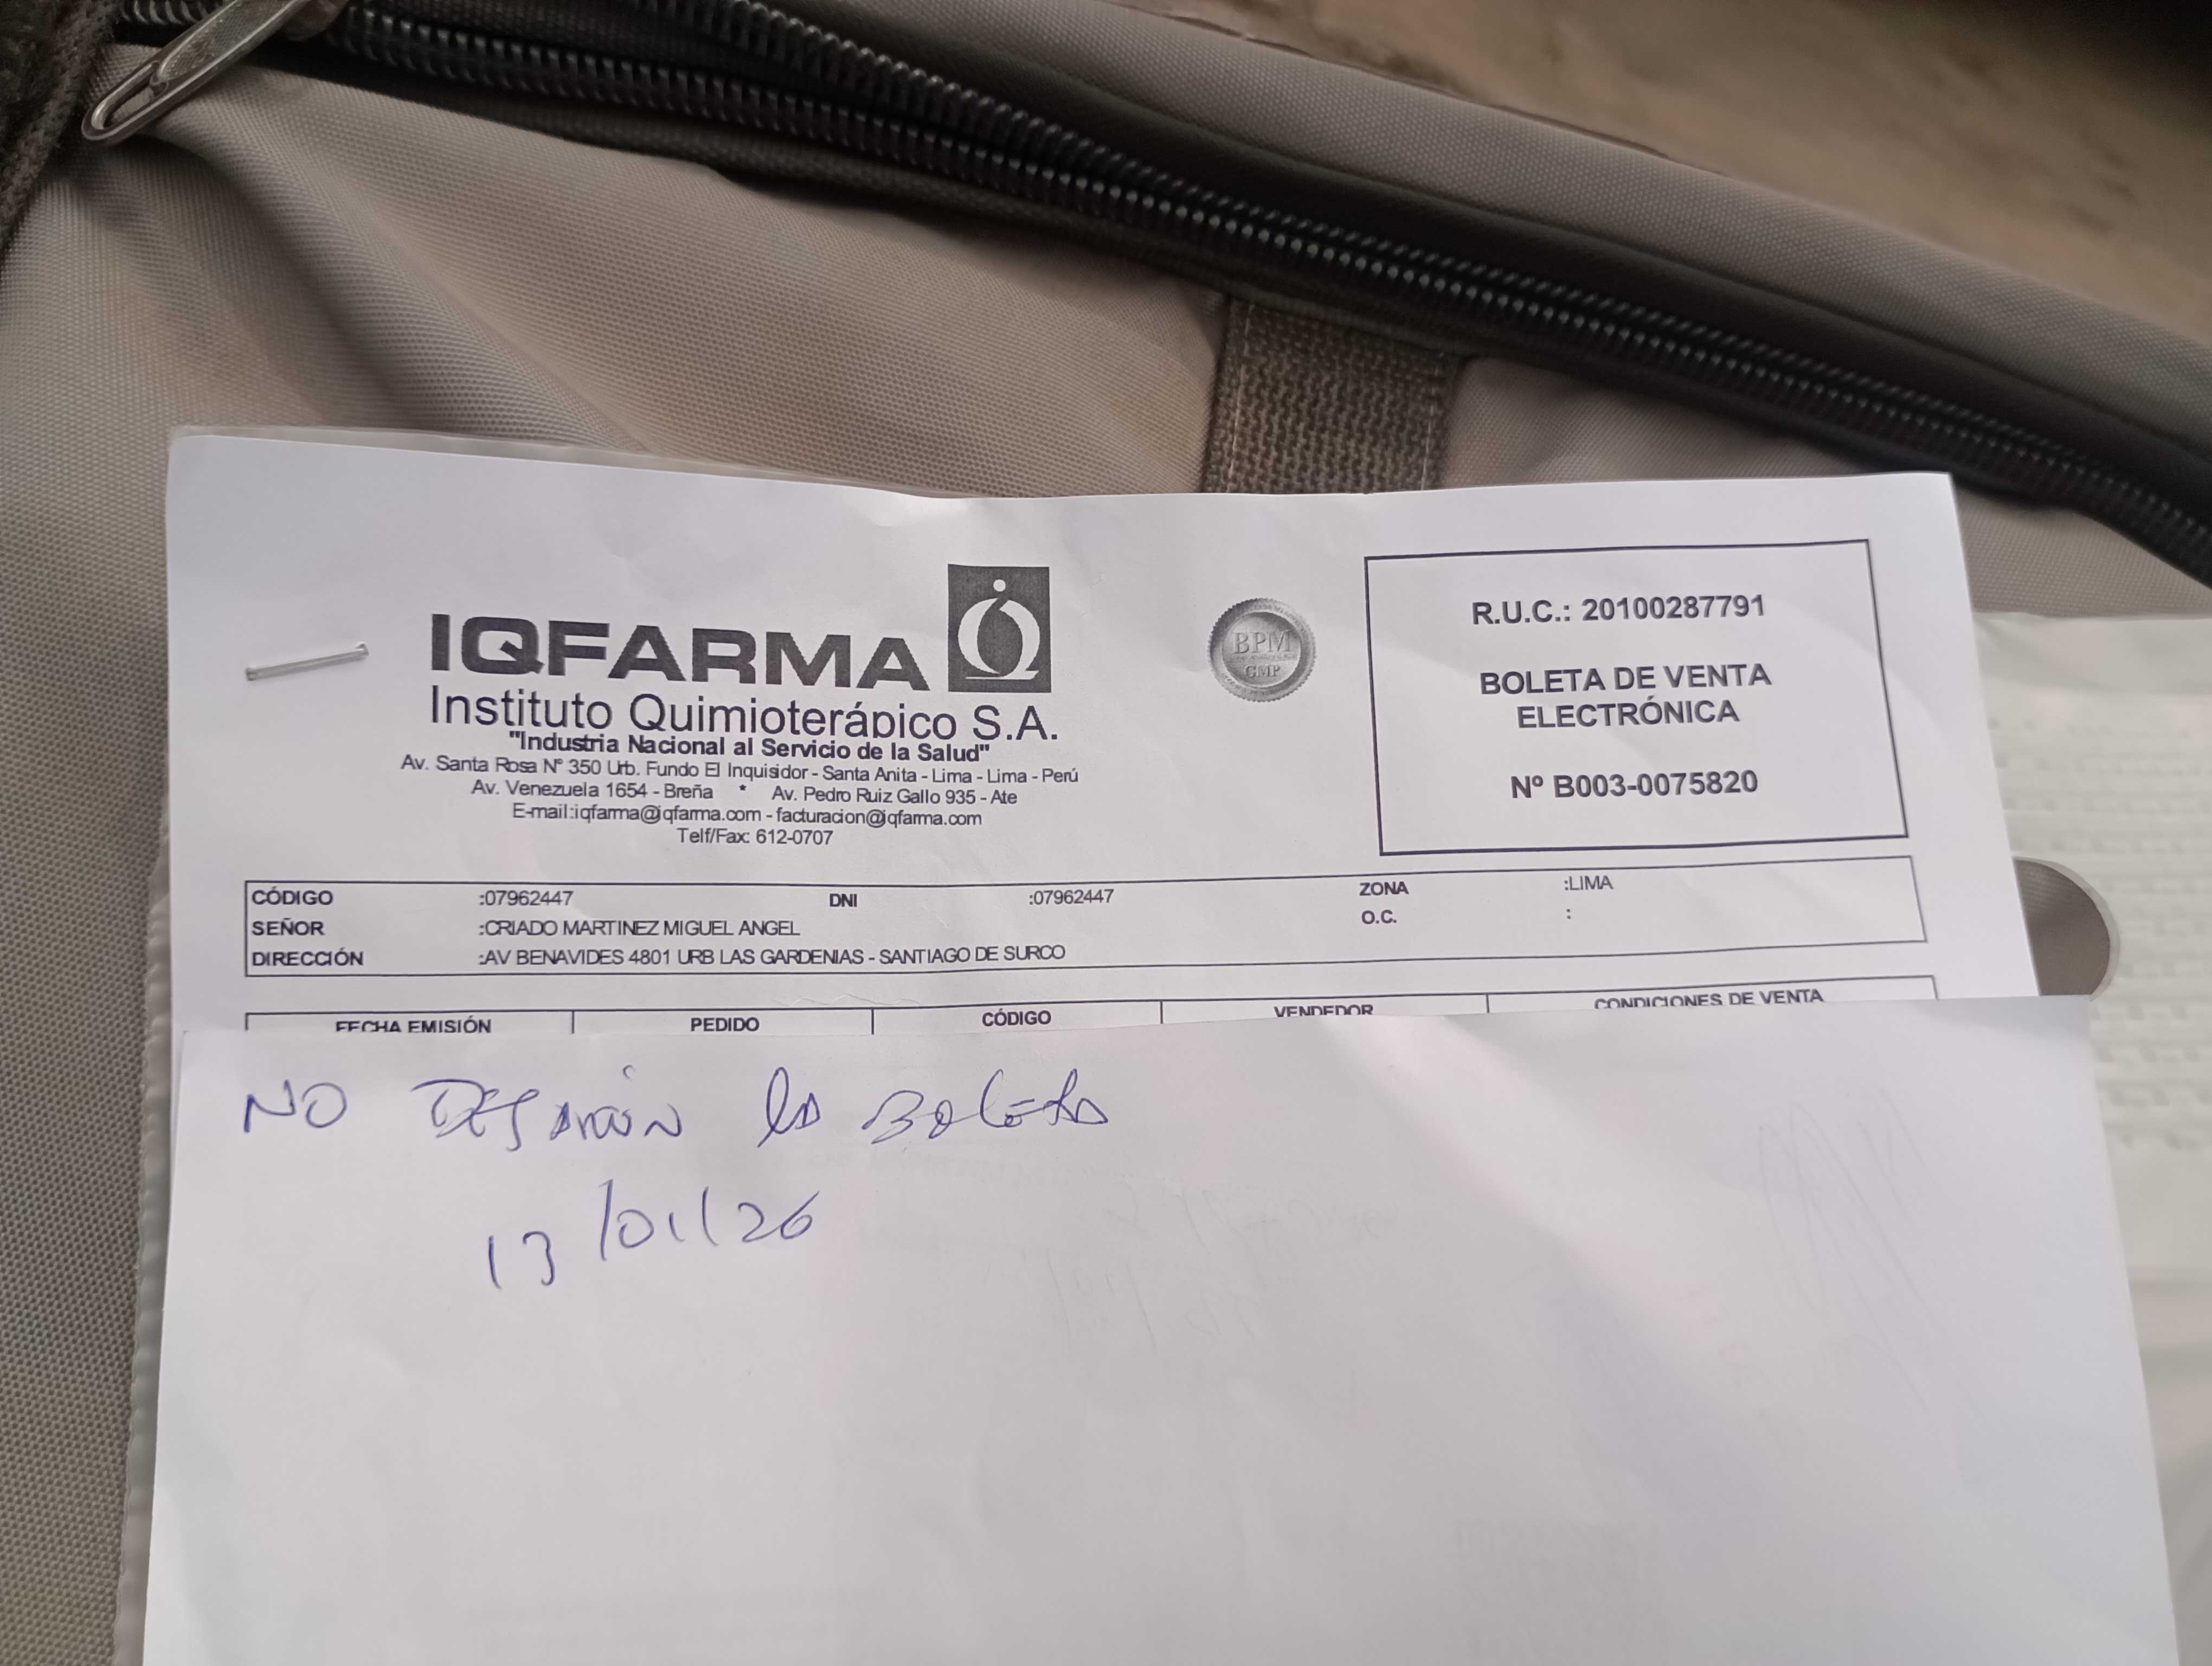 IQFARMA
Instituto Quimioterápico S.A.
"Industria Nacional al Servicio de la Salud"
Av. Santa Rosa N° 350 Urb. Fundo El Inquisidor - Santa Anita - Lima - Lima - Perú
Av. Venezuela 1654 - Breña * Av. Pedro Ruiz Gallo 935 - Ate
E-mail:iqfarma@iqfarma.com - facturacion@iqfarma.com
Telf/Fax: 612-0707
BPM
GMP
R.U.C.: 20100287791
BOLETA DE VENTA
ELECTRÓNICA
Nº B003-0075820
CÓDIGO :07962447 DNI :07962447 ZONA :LIMA
SEÑOR :CRIADO MARTINEZ MIGUEL ANGEL O.C. :
DIRECCIÓN :AV BENAVIDES 4801 URB LAS GARDENIAS - SANTIAGO DE SURCO
FECHA EMISIÓN PEDIDO CÓDIGO VENDEDOR CONDICIONES DE VENTA
NO la Boleta
13/01/26